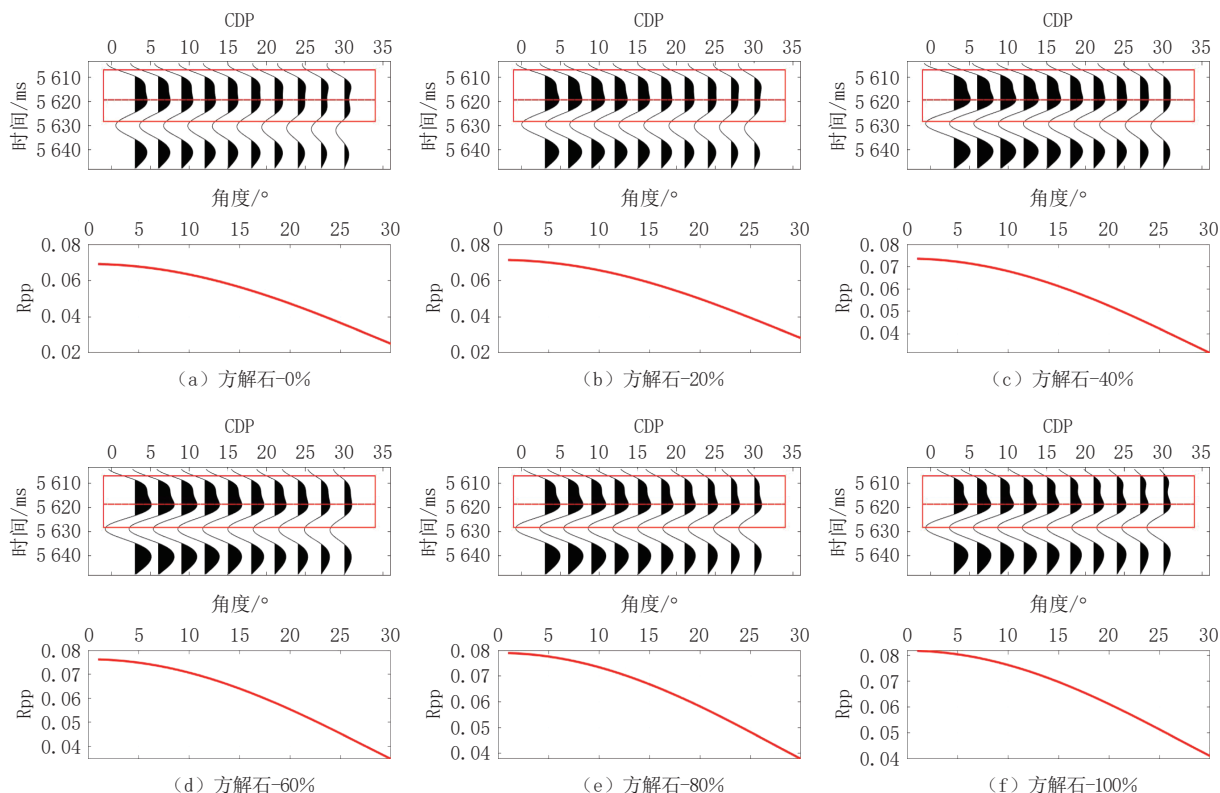 CDP CDP CDP
0 5 10 15 20 25 30 35 0 5 10 15 20 25 30 35 0 5 10 15 20 25 30 35
时间/ms 5 610 5 620 5 630 5 640 时间/ms 5 610 5 620 5 630 5 640 时间/ms 5 610 5 620 5 630 5 640
角度/° 角度/° 角度/°
0 5 10 15 20 25 30 0 5 10 15 20 25 30 0 5 10 15 20 25 30
Rpp 0.08 0.06 0.04 0.02 Rpp 0.08 0.06 0.04 0.02 Rpp 0.08 0.07 0.06 0.05 0.04
(a)方解石-0% (b)方解石-20% (c)方解石-40%
CDP CDP CDP
0 5 10 15 20 25 30 35 0 5 10 15 20 25 30 35 0 5 10 15 20 25 30 35
时间/ms 5 610 5 620 5 630 5 640 时间/ms 5 610 5 620 5 630 5 640 时间/ms 5 610 5 620 5 630 5 640
角度/° 角度/° 角度/°
0 5 10 15 20 25 30 0 5 10 15 20 25 30 0 5 10 15 20 25 30
Rpp 0.08 0.07 0.06 0.05 0.04 Rpp 0.08 0.07 0.06 0.05 0.04 Rpp 0.08 0.07 0.06 0.05 0.04
(d)方解石-60% (e)方解石-80% (f)方解石-100%